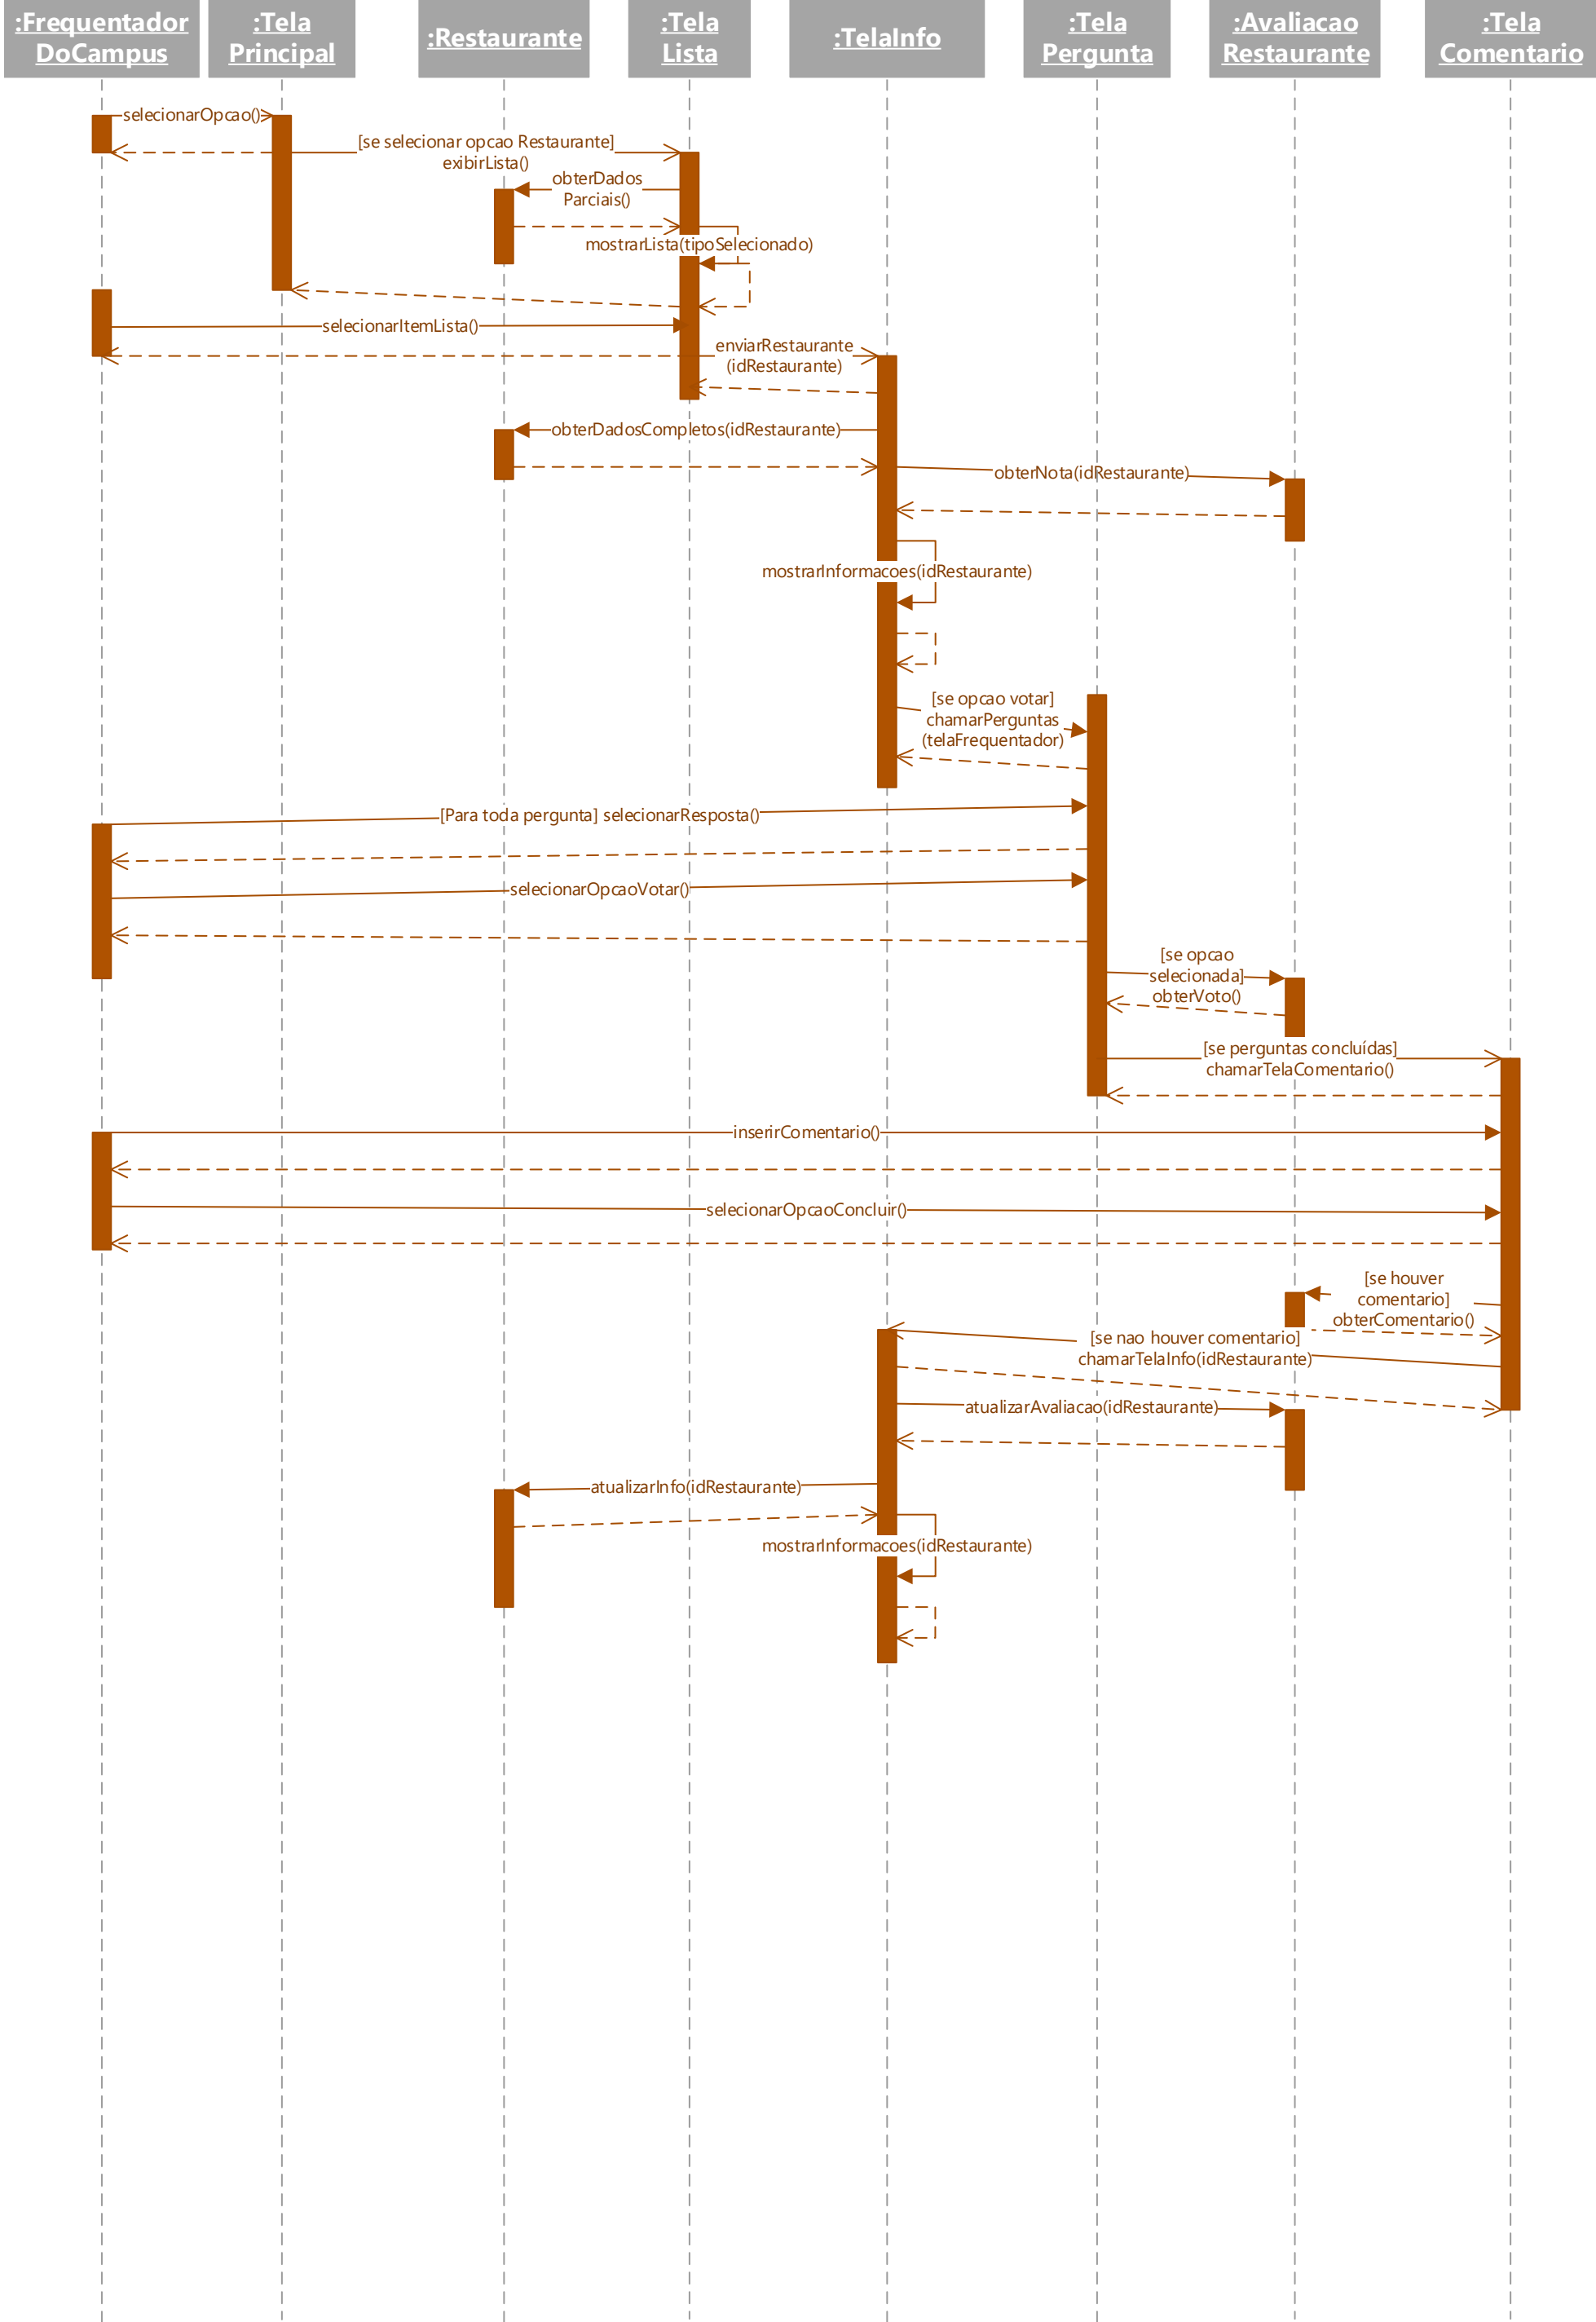 :Frequentador
DoCampus
:Tela
Principal
:Restaurante
:Tela
Lista
:TelaInfo
:Tela
Pergunta
:Avaliacao
Restaurante
:Tela
Comentario
selecionarOpcao()
[se selecionar opcao Restaurante]
exibirLista()
obterDados
Parciais()
mostrarLista(tipoSelecionado)
selecionarItemLista()
enviarRestaurante
(idRestaurante)
obterDadosCompletos(idRestaurante)
obterNota(idRestaurante)
mostrarInformacoes(idRestaurante)
[se opcao votar]
chamarPerguntas
(telaFrequentador)
[Para toda pergunta] selecionarResposta()
selecionarOpcaoVotar()
[se opcao
selecionada]
obterVoto()
[se perguntas concluídas]
chamarTelaComentario()
inserirComentario()
selecionarOpcaoConcluir()
[se houver
comentario]
obterComentario()
[se nao houver comentario]
chamarTelaInfo(idRestaurante)
atualizarAvaliacao(idRestaurante)
atualizarInfo(idRestaurante)
mostrarInformacoes(idRestaurante)